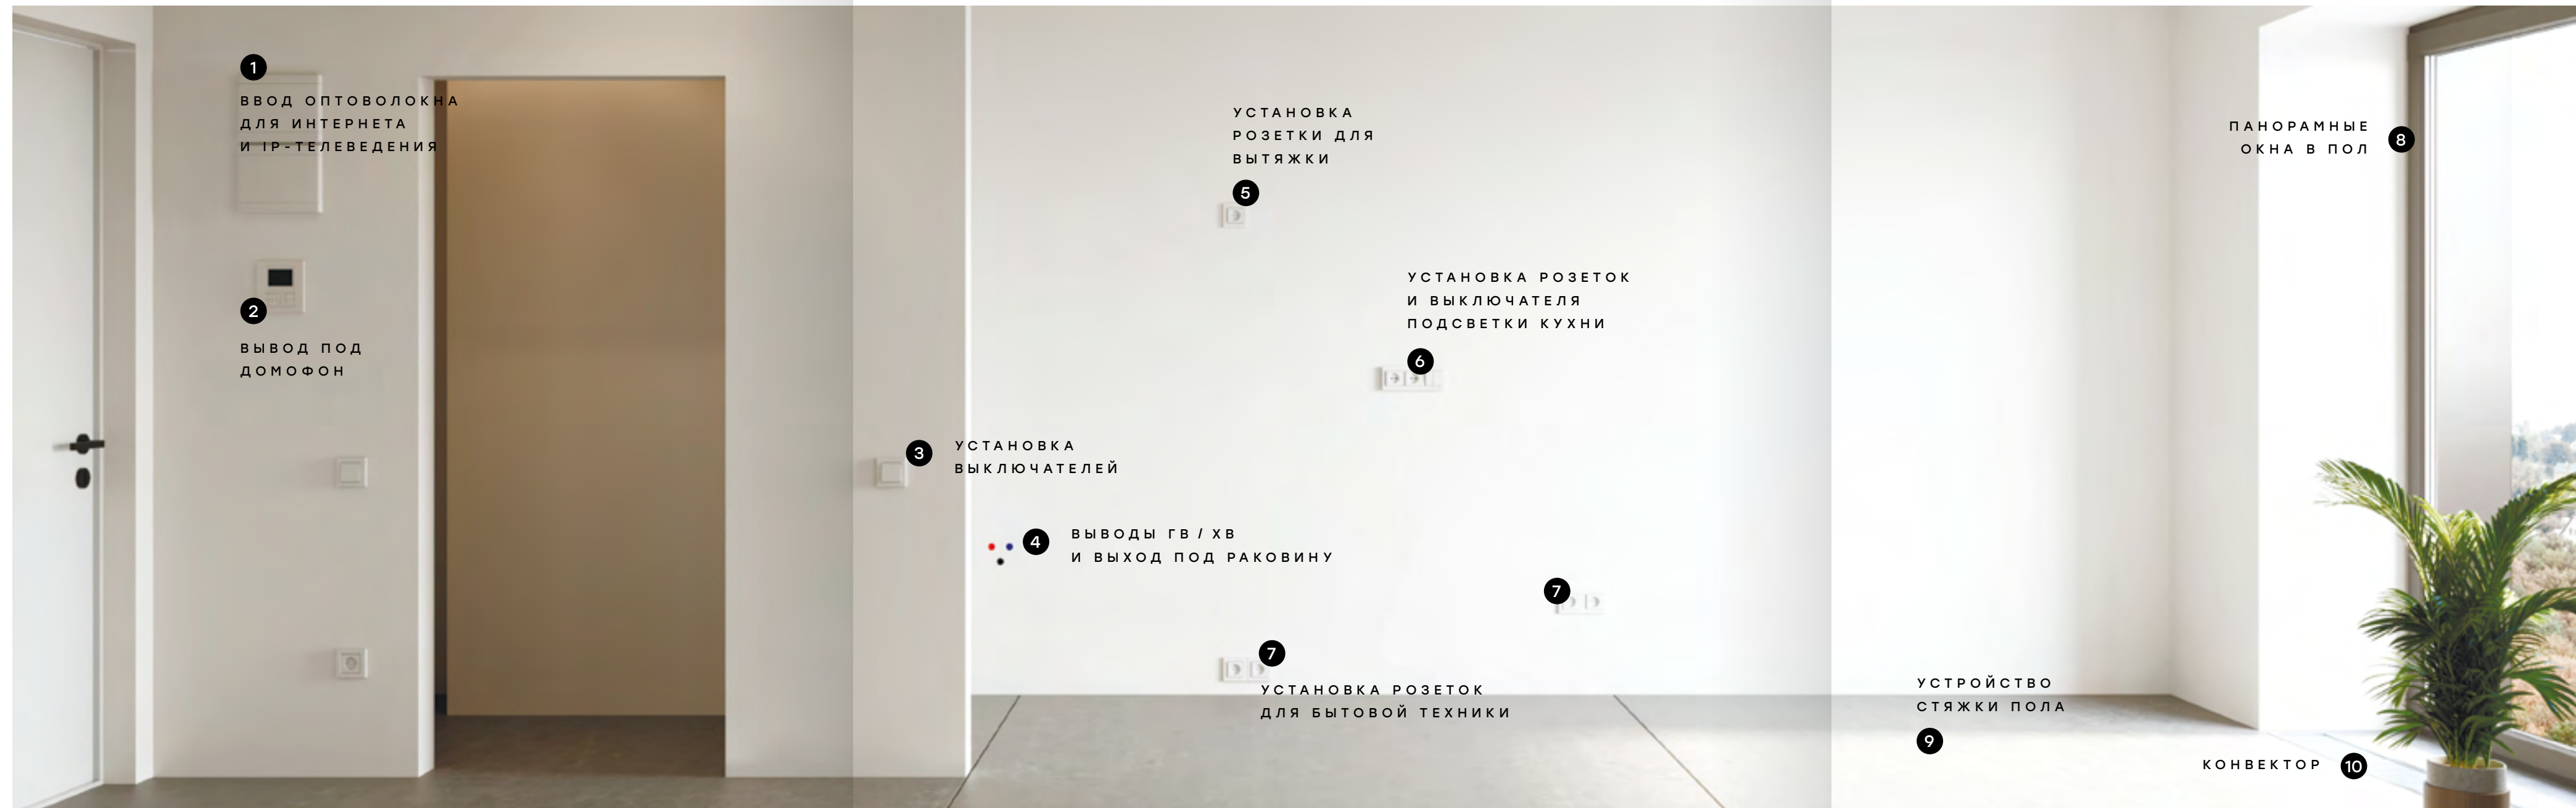 1
ВВОД ОПТОВОЛОКНА
ДЛЯ ИНТЕРНЕТА
И IP-ТЕЛЕВЕДЕНИЯ
2
ВЫВОД ПОД
ДОМОФОН
3
УСТАНОВКА
ВЫКЛЮЧАТЕЛЕЙ
4
ВЫВОДЫ ГВ / ХВ
И ВЫХОД ПОД РАКОВИНУ
УСТАНОВКА
РОЗЕТКИ ДЛЯ
ВЫТЯЖКИ
5
УСТАНОВКА РОЗЕТОК
И ВЫКЛЮЧАТЕЛЯ
ПОДСВЕТКИ КУХНИ
6
7
7
УСТАНОВКА РОЗЕТОК
ДЛЯ БЫТОВОЙ ТЕХНИКИ
ПАНОРАМНЫЕ
ОКНА В ПОЛ
8
УСТРОЙСТВО
СТЯЖКИ ПОЛА
9
КОНВЕКТОР
10